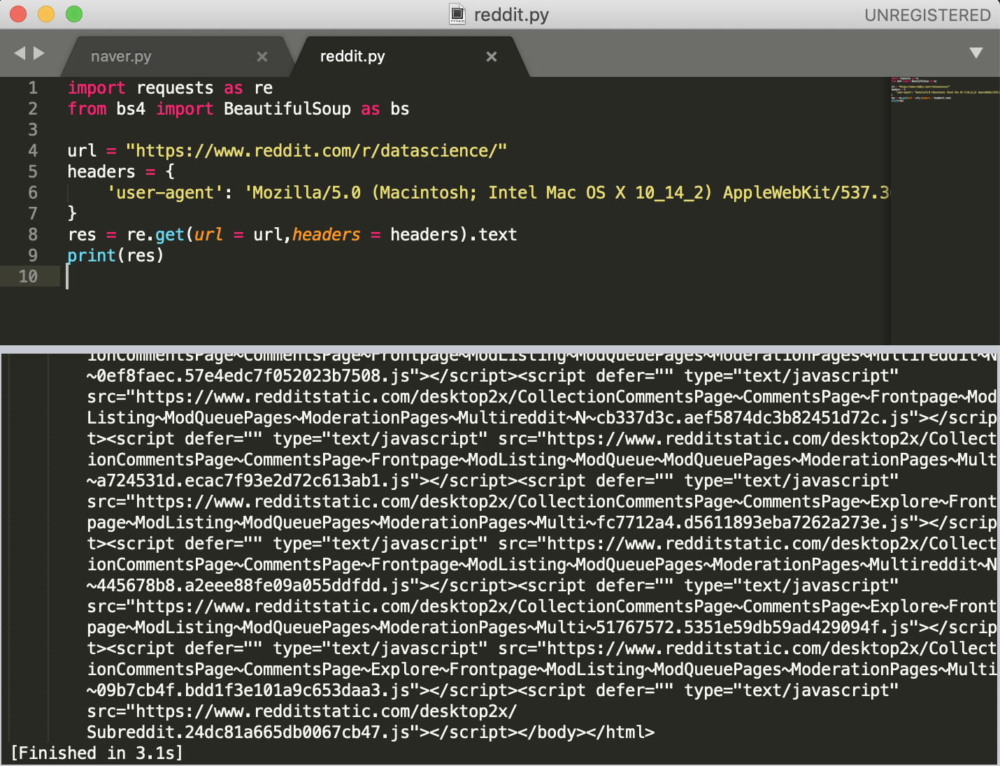 reddit.py
UNREGISTERED
naver.py
reddit.py
1 import requests as re
2 from bs4 import BeautifulSoup as bs
3
4 url = "https://www.reddit.com/r/datascience/"
5 headers = {
6     'user-agent': 'Mozilla/5.0 (Macintosh; Intel Mac OS X 10_14_2) AppleWebKit/537.3
7 }
8 res = re.get(url = url,headers = headers).text
9 print(res)
10
ionCommentsPage~CommentsPage~Frontpage~ModListing~ModQueuePages~ModerationPages~Multireddit~N
~0ef8faec.57e4edc7f052023b7508.js"></script><script defer="" type="text/javascript"
src="https://www.redditstatic.com/desktop2x/CollectionCommentsPage~CommentsPage~Frontpage~Mod
Listing~ModQueuePages~ModerationPages~Multireddit~N~cb337d3c.aef5874dc3b82451d72c.js"></scrip
t><script defer="" type="text/javascript" src="https://www.redditstatic.com/desktop2x/Collect
ionCommentsPage~CommentsPage~Frontpage~ModListing~ModQueue~ModQueuePages~ModerationPages~Mult
~a724531d.ecac7f93e2d72c613ab1.js"></script><script defer="" type="text/javascript"
src="https://www.redditstatic.com/desktop2x/CollectionCommentsPage~CommentsPage~Explore~Front
page~ModListing~ModQueuePages~ModerationPages~Multi~fc7712a4.d5611893eba7262a273e.js"></scrip
t><script defer="" type="text/javascript" src="https://www.redditstatic.com/desktop2x/Collect
ionCommentsPage~CommentsPage~Frontpage~ModListing~ModQueuePages~ModerationPages~Multireddit~N
~445678b8.a2eee88fe09a055ddfdd.js"></script><script defer="" type="text/javascript"
src="https://www.redditstatic.com/desktop2x/CollectionCommentsPage~CommentsPage~Explore~Front
page~ModListing~ModQueuePages~ModerationPages~Multi~51767572.5351e59db59ad429094f.js"></scrip
t><script defer="" type="text/javascript" src="https://www.redditstatic.com/desktop2x/Collect
ionCommentsPage~CommentsPage~Explore~Frontpage~ModListing~ModQueuePages~ModerationPages~Multi
~09b7cb4f.bdd1f3e101a9c653daa3.js"></script><script defer="" type="text/javascript"
src="https://www.redditstatic.com/desktop2x/
Subreddit.24dc81a665db0067cb47.js"></script></body></html>
[Finished in 3.1s]